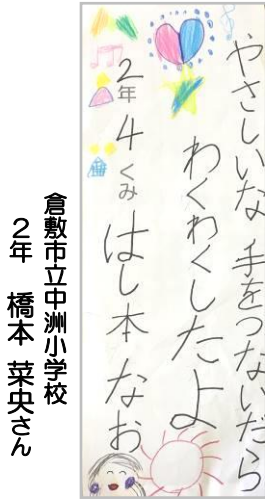 やさしいな 手をつないだら
わくわくしたよ
2年4くみ はし本 なお
倉敷市立中洲小学校
2年 橋本 菜央さん